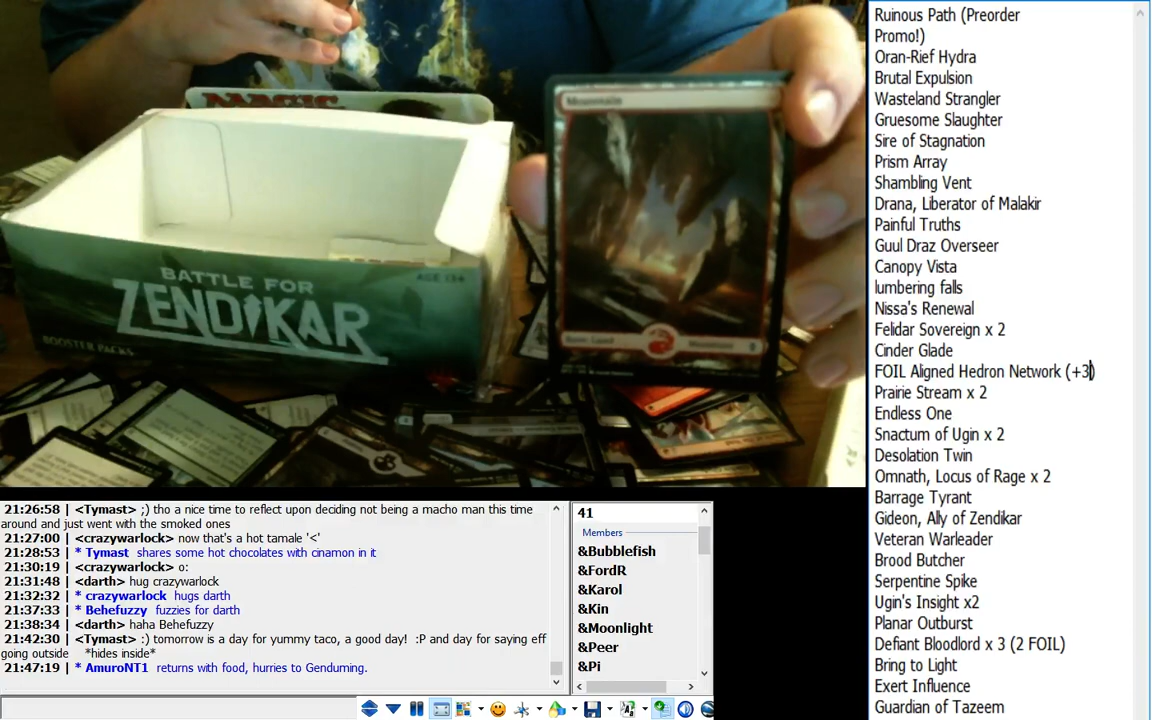 MAGIC
BATTLE FOR
ZENDIKAR
BOOSTER PACKS
AGE 13+
Mountain
Basic Land
Mountain
21:26:58 | <Tymast> ;) tho a nice time to reflect upon deciding not being a macho man this time
around and just went with the smoked ones
21:27:00 | <crazywarlock> now that's a hot tamale '<'
21:28:53 | * Tymast shares some hot chocolates with cinamon in it
21:30:19 | <crazywarlock> o:
21:31:48 | <darth> hug crazywarlock
21:32:32 | * crazywarlock hugs darth
21:37:33 | * Behefuzzy fuzzies for darth
21:38:34 | <darth> haha Behefuzzy
21:42:30 | <Tymast> :) tomorrow is a day for yummy taco, a good day! :P and day for saying eff
going outside *hides inside*
21:47:19 | * AmuroNT1 returns with food, hurries to Genduming.
41
Members
&Bubblefish
&FordR
&Karol
&Kin
&Moonlight
&Peer
&Pi
Ruinous Path (Preorder
Promo!)
Oran-Rief Hydra
Brutal Expulsion
Wasteland Strangler
Gruesome Slaughter
Sire of Stagnation
Prism Array
Shambling Vent
Drana, Liberator of Malakir
Painful Truths
Guul Draz Overseer
Canopy Vista
lumbering falls
Nissa's Renewal
Felidar Sovereign x 2
Cinder Glade
FOIL Aligned Hedron Network (+3)
Prairie Stream x 2
Endless One
Snactum of Ugin x 2
Desolation Twin
Omnath, Locus of Rage x 2
Barrage Tyrant
Gideon, Ally of Zendikar
Veteran Warleader
Brood Butcher
Serpentine Spike
Ugin's Insight x2
Planar Outburst
Defiant Bloodlord x 3 (2 FOIL)
Bring to Light
Exert Influence
Guardian of Tazeem